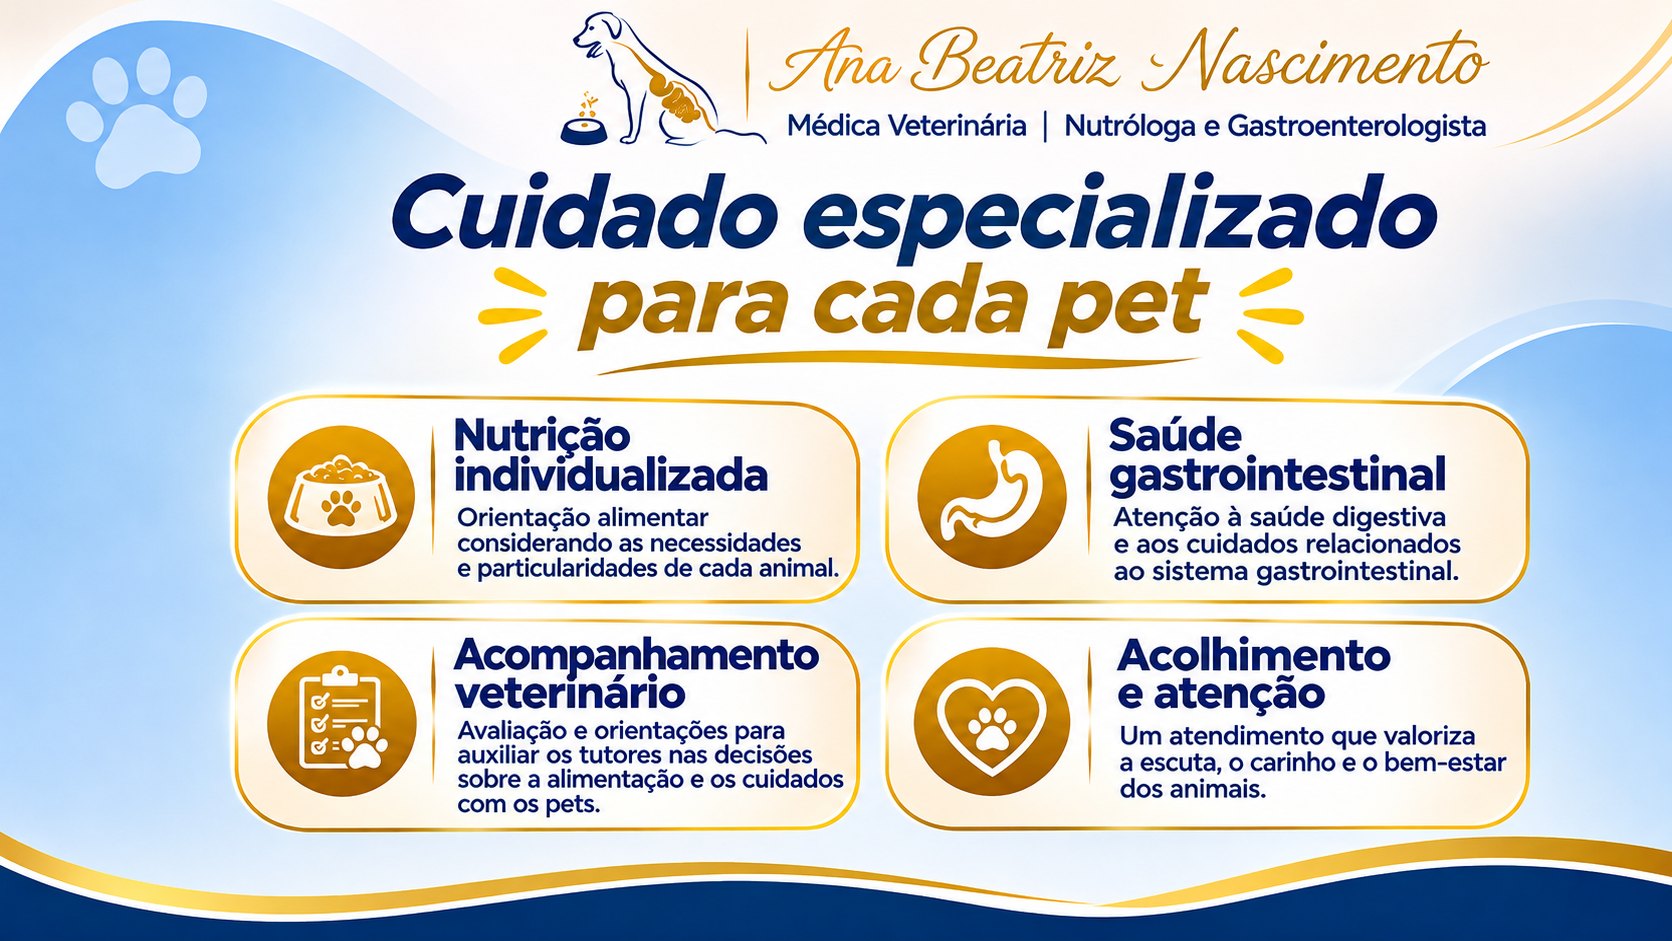 Ana Beatriz Nascimento
Médica Veterinária | Nutróloga e Gastroenterologista
Cuidado especializado
para cada pet
Nutrição
individualizada
Orientação alimentar
considerando as necessidades
e particularidades de cada animal.
Saúde
gastrointestinal
Atenção à saúde digestiva
e aos cuidados relacionados
ao sistema gastrointestinal.
Acompanhamento
veterinário
Avaliação e orientações para
auxiliar os tutores nas decisões
sobre a alimentação e os cuidados
com os pets.
Acolhimento
e atenção
Um atendimento que valoriza
a escuta, o carinho e o bem-estar
dos animais.